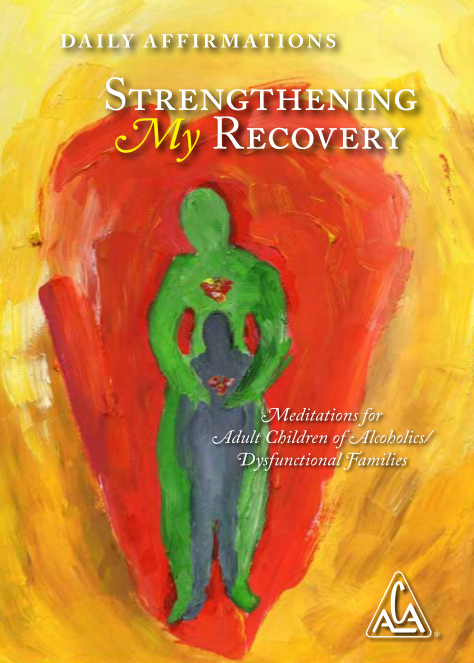 DAILY AFFIRMATIONS
STRENGTHENING
My RECOVERY
Meditations for
Adult Children of Alcoholics/
Dysfunctional Families
ACA
®